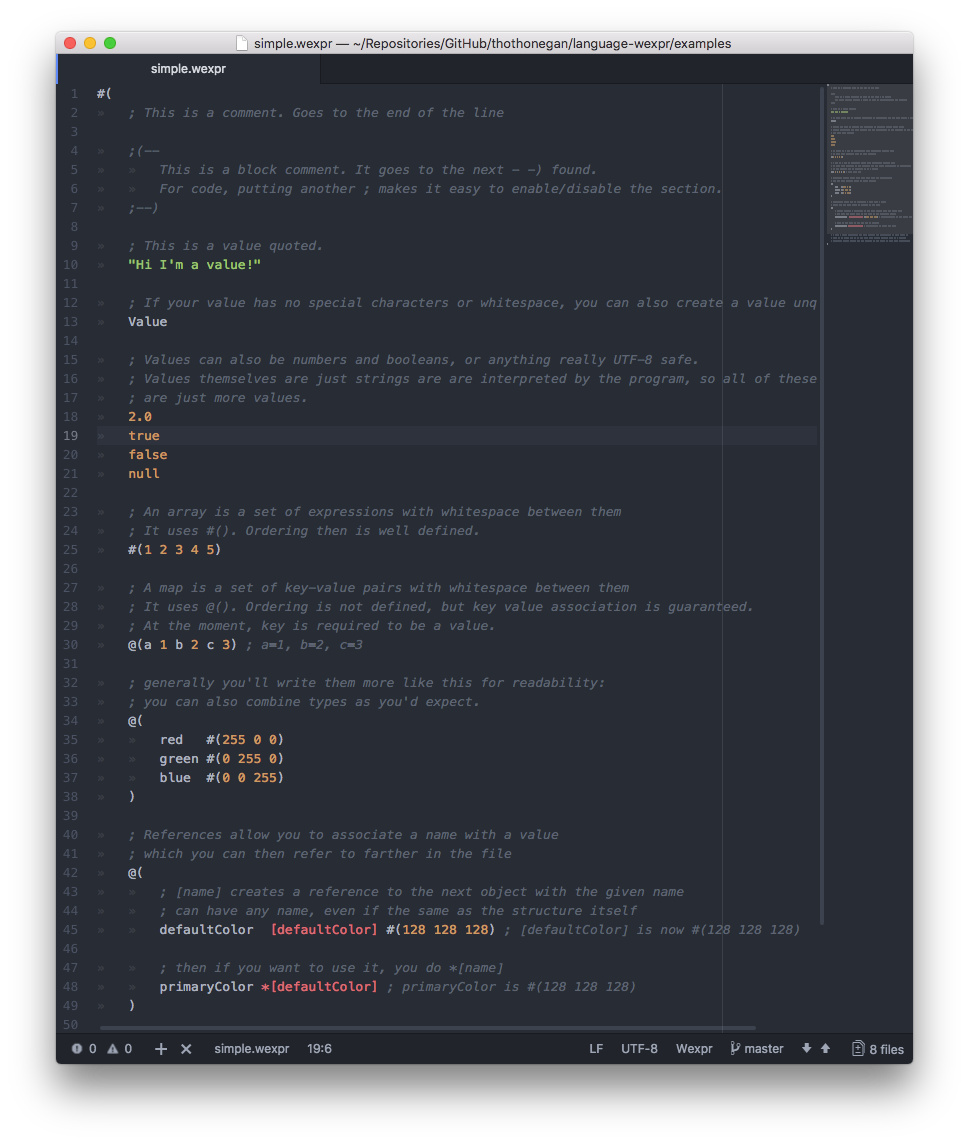 simple.wexpr — ~/Repositories/GitHub/thothonegan/language-wexpr/examples
simple.wexpr
1 #(
2 » ; This is a comment. Goes to the end of the line
3
4 » ;(--
5 » » This is a block comment. It goes to the next - -) found.
6 » » For code, putting another ; makes it easy to enable/disable the section.
7 » ;--)
8
9 » ; This is a value quoted.
10 » "Hi I'm a value!"
11
12 » ; If your value has no special characters or whitespace, you can also create a value unq
13 » Value
14
15 » ; Values can also be numbers and booleans, or anything really UTF-8 safe.
16 » ; Values themselves are just strings are are interpreted by the program, so all of these
17 » ; are just more values.
18 » 2.0
19 » true
20 » false
21 » null
22
23 » ; An array is a set of expressions with whitespace between them
24 » ; It uses #(). Ordering then is well defined.
25 » #(1 2 3 4 5)
26
27 » ; A map is a set of key-value pairs with whitespace between them
28 » ; It uses @(). Ordering is not defined, but key value association is guaranteed.
29 » ; At the moment, key is required to be a value.
30 » @(a 1 b 2 c 3) ; a=1, b=2, c=3
31
32 » ; generally you'll write them more like this for readability:
33 » ; you can also combine types as you'd expect.
34 » @(
35 » » red #(255 0 0)
36 » » green #(0 255 0)
37 » » blue #(0 0 255)
38 » )
39
40 » ; References allow you to associate a name with a value
41 » ; which you can then refer to farther in the file
42 » @(
43 » » ; [name] creates a reference to the next object with the given name
44 » » ; can have any name, even if the same as the structure itself
45 » » defaultColor [defaultColor] #(128 128 128) ; [defaultColor] is now #(128 128 128)
46
47 » » ; then if you want to use it, you do *[name]
48 » » primaryColor *[defaultColor] ; primaryColor is #(128 128 128)
49 » )
50
0 0 simple.wexpr 19:6 LF UTF-8 Wexpr master 8 files